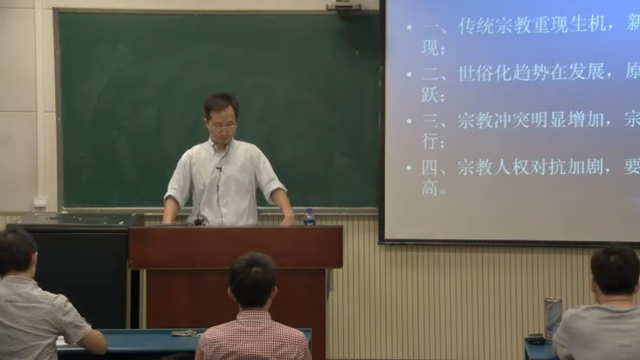 一、传统宗教重现生机，新
现；
二、世俗化趋势在发展，原
跃；
三、宗教冲突明显增加，宗
行；
四、宗教人权对抗加剧，要
高。